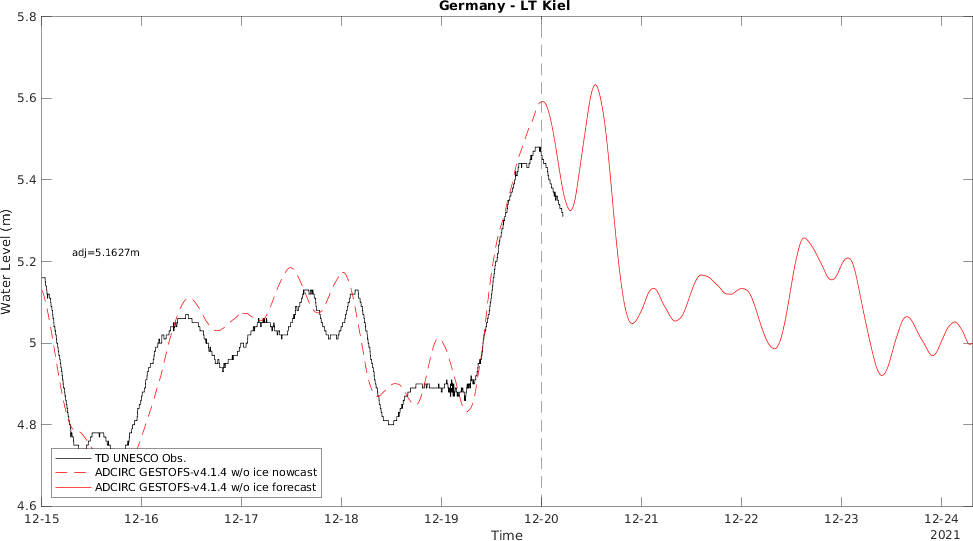 Germany - LT Kiel
5.8
5.6
5.4
5.2
5
4.8
4.6
Water Level (m)
adj=5.1627m
TD UNESCO Obs.
ADCIRC GESTOFS-v4.1.4 w/o ice nowcast
ADCIRC GESTOFS-v4.1.4 w/o ice forecast
12-15 12-16 12-17 12-18 12-19 12-20 12-21 12-22 12-23 12-24
Time
2021